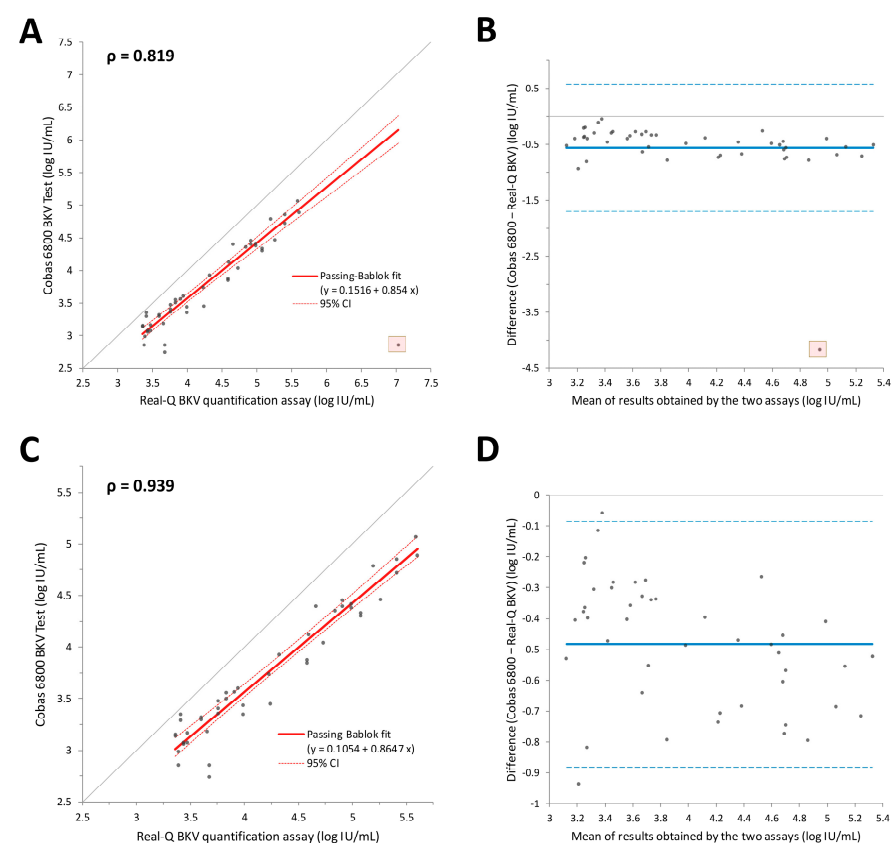 A
ρ = 0.819
7.5
7
6.5
6
5.5
5
4.5
4
3.5
3
2.5
Cobas 6800 BKV Test (log IU/mL)
Passing-Bablok fit
(y = 0.1516 + 0.854 x)
95% CI
2.5 3 3.5 4 4.5 5 5.5 6 6.5 7 7.5
Real-Q BKV quantification assay (log IU/mL)
B
0.5
-0.5
-1.5
-2.5
-3.5
-4.5
Difference (Cobas 6800 – Real-Q BKV) (log IU/mL)
3 3.2 3.4 3.6 3.8 4 4.2 4.4 4.6 4.8 5 5.2 5.4
Mean of results obtained by the two assays (log IU/mL)
C
ρ = 0.939
5.5
5
4.5
4
3.5
3
2.5
Cobas 6800 BKV Test (log IU/mL)
Passing-Bablok fit
(y = 0.1054 + 0.8647 x)
95% CI
2.5 3 3.5 4 4.5 5 5.5
Real-Q BKV quantification assay (log IU/mL)
D
0
-0.1
-0.2
-0.3
-0.4
-0.5
-0.6
-0.7
-0.8
-0.9
-1
Difference (Cobas 6800 – Real-Q BKV) (log IU/mL)
3 3.2 3.4 3.6 3.8 4 4.2 4.4 4.6 4.8 5 5.2 5.4
Mean of results obtained by the two assays (log IU/mL)